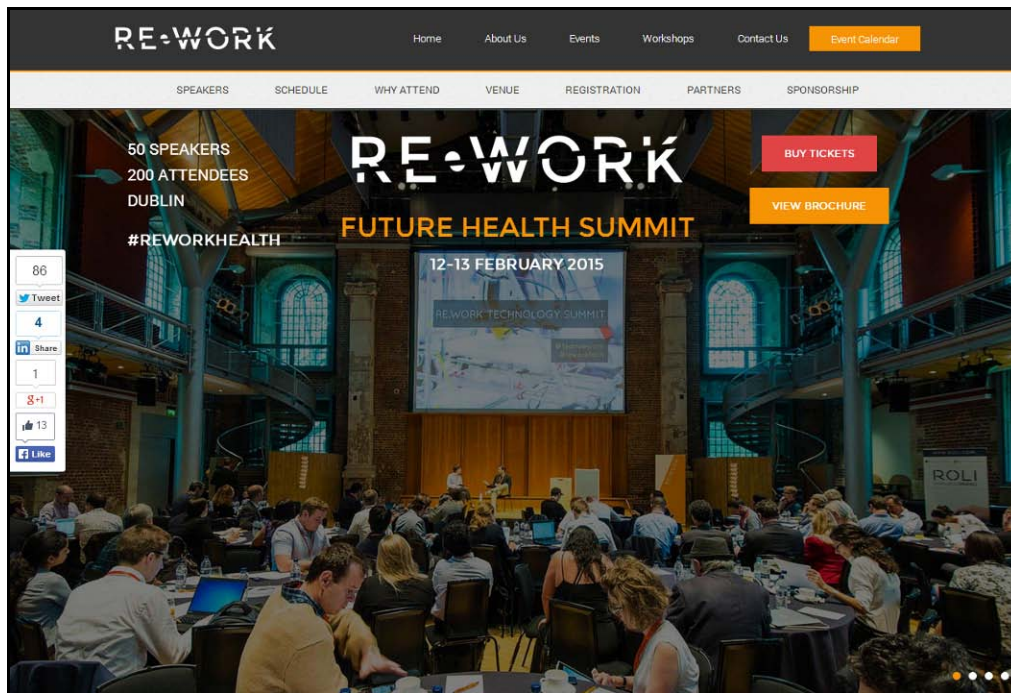 RE•WORK
Home
About Us
Events
Workshops
Contact Us
Event Calendar
SPEAKERS
SCHEDULE
WHY ATTEND
VENUE
REGISTRATION
PARTNERS
SPONSORSHIP
50 SPEAKERS
200 ATTENDEES
DUBLIN
#REWORKHEALTH
RE•WORK
FUTURE HEALTH SUMMIT
12-13 FEBRUARY 2015
BUY TICKETS
VIEW BROCHURE
86
Tweet
4
in Share
1
g+1
13
f Like
RE.WORK TECHNOLOGY SUMMIT
ROLI